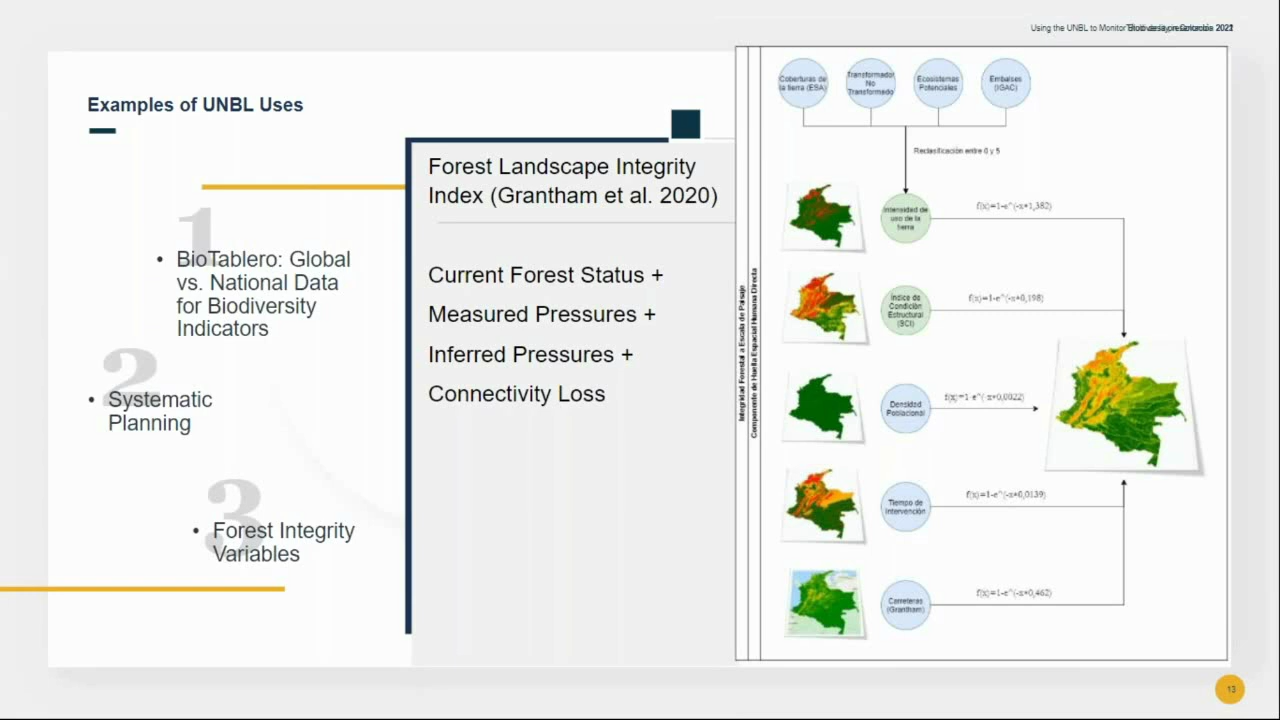 Using the UNBL to Monitor
2021
Examples of UNBL Uses
1
• BioTablero: Global
vs. National Data
for Biodiversity
Indicators
2
• Systematic
Planning
3
• Forest Integrity
Variables
Forest Landscape Integrity
Index (Grantham et al. 2020)
Current Forest Status +
Measured Pressures +
Inferred Pressures +
Connectivity Loss
Integridad Forestal a Escala de Paisaje
Componente de Huella Espacial Humana Directa
Coberturas de
la tierra (ESA)
Transformado/
No
Transformado
Ecosistemas
Potenciales
Embalses
(IGAC)
Reclasificación entre 0 y 5
Intensidad de
uso de la
tierra
f(x)=1-e^(-x*1,382)
Indice de
Condición
Estructural
(SCI)
f(x)=1-e^(-x*0,198)
Densidad
Poblacional
f(x)=1-e^(-x*0,0022)
Tiempo de
Intervención
f(x)=1-e^(-x*0,0139)
Carreteras
(Grantham)
f(x)=1-e^(-x*0,462)
13